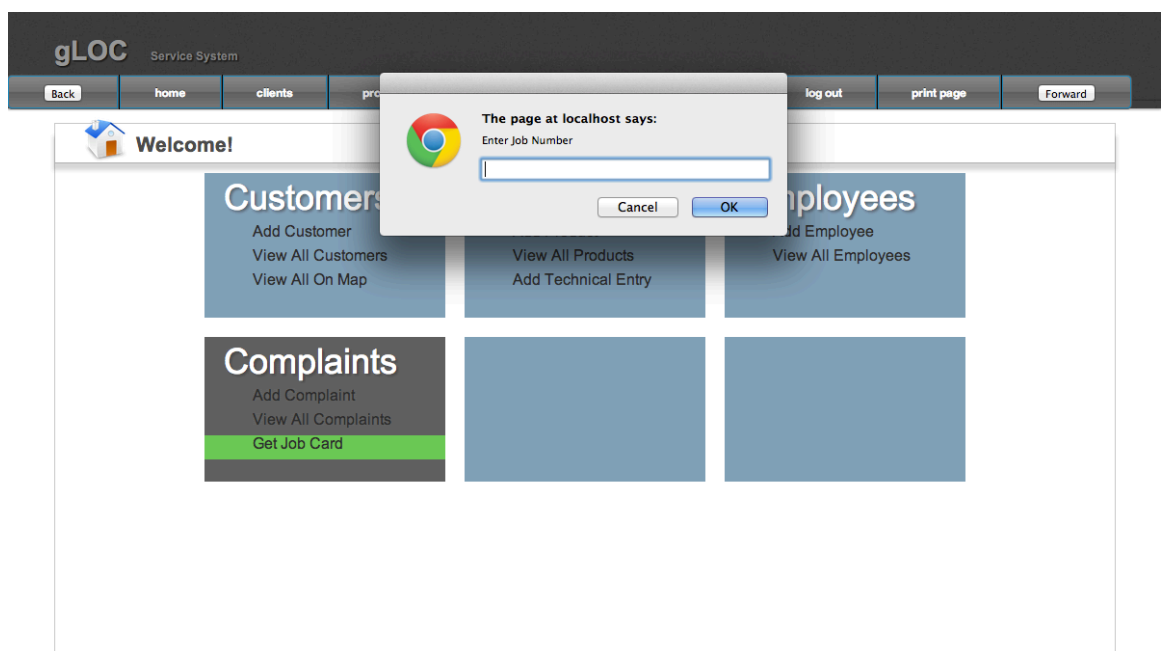 gLOC Service System
Back home clients log out print page Forward
The page at localhost says:
Enter Job Number
Cancel OK
Welcome!
Customers
Add Customer
View All Customers
View All On Map
View All Products
Add Technical Entry
Add Employee
View All Employees
Complaints
Add Complaint
View All Complaints
Get Job Card